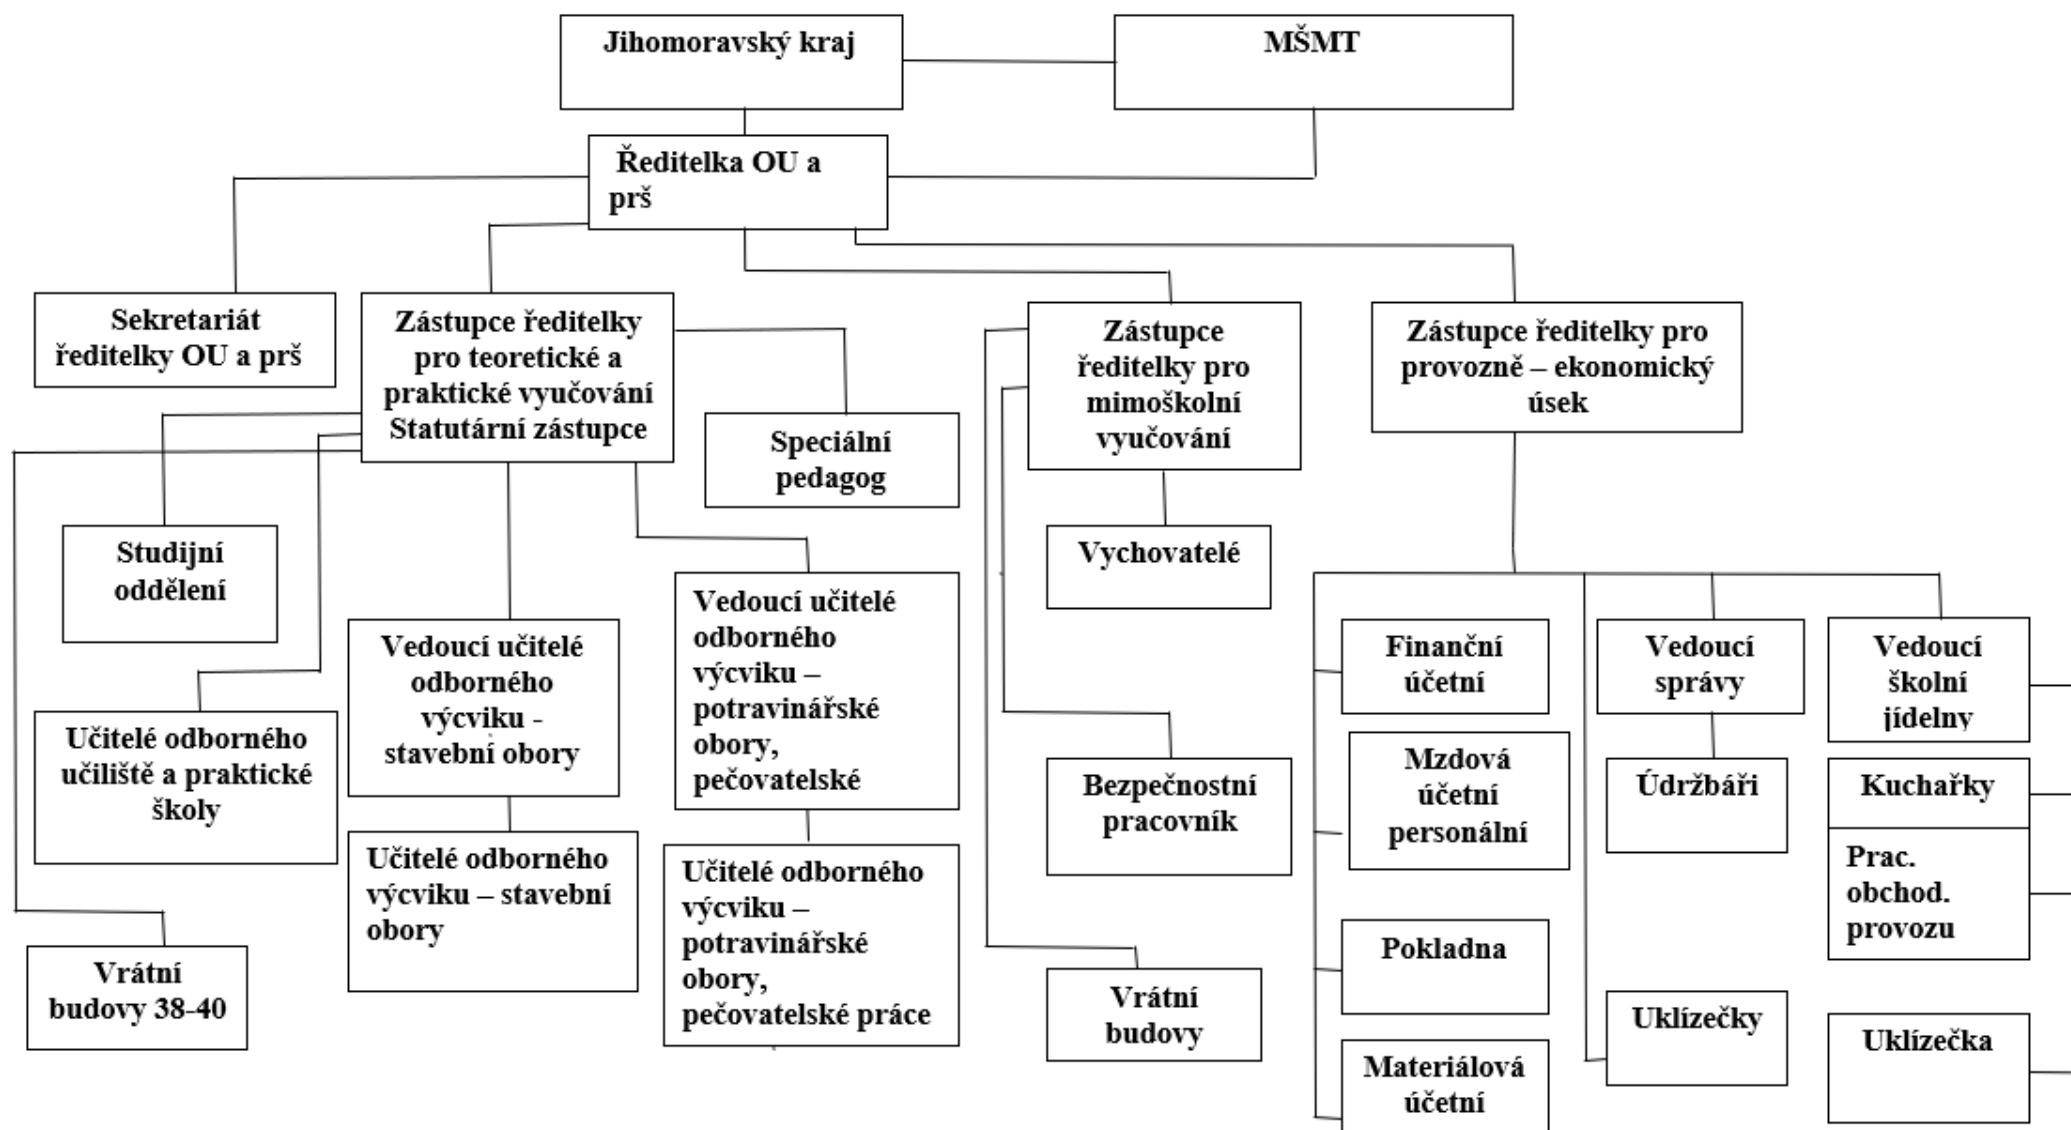 Jihomoravský kraj
MŠMT
Ředitelka OU a
prš
Sekretariát
ředitelky OU a prš
Zástupce ředitelky
pro teoretické a
praktické vyučování
Statutární zástupce
Speciální
pedagog
Zástupce
ředitelky pro
mimoškolní
vyučování
Zástupce ředitelky pro
provozně – ekonomický
úsek
Studijní
oddělení
Vychovatelé
Učitelé odborného
učiliště a praktické
školy
Vedoucí učitelé
odborného
výcviku -
stavební obory
Vedoucí učitelé
odborného
výcviku –
potravinářské
obory,
pečovatelské
Finanční
účetní
Vedoucí
správy
Vedoucí
školní
jídelny
Učitelé odborného
výcviku – stavební
obory
Učitelé odborného
výcviku –
potravinářské
obory,
pečovatelské práce
Bezpečnostní
pracovník
Mzdová
účetní
personální
Údržbáři
Kuchařky
Prac.
obchod.
provozu
Vrátní
budovy 38-40
Vrátní
budovy
Pokladna
Uklízečky
Uklízečka
Materiálová
účetní